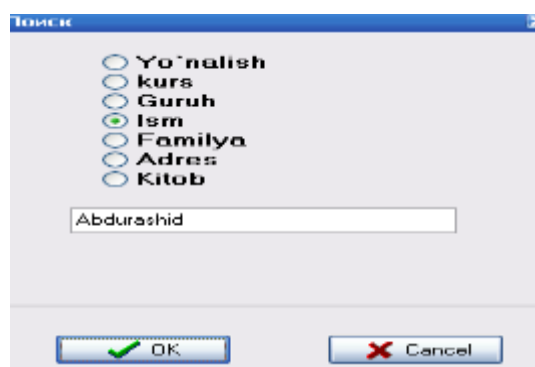 Поиск
Yo`nalish
kurs
Guruh
Ism
Familya
Adres
Kitob
Abdurashid
OK
Cancel